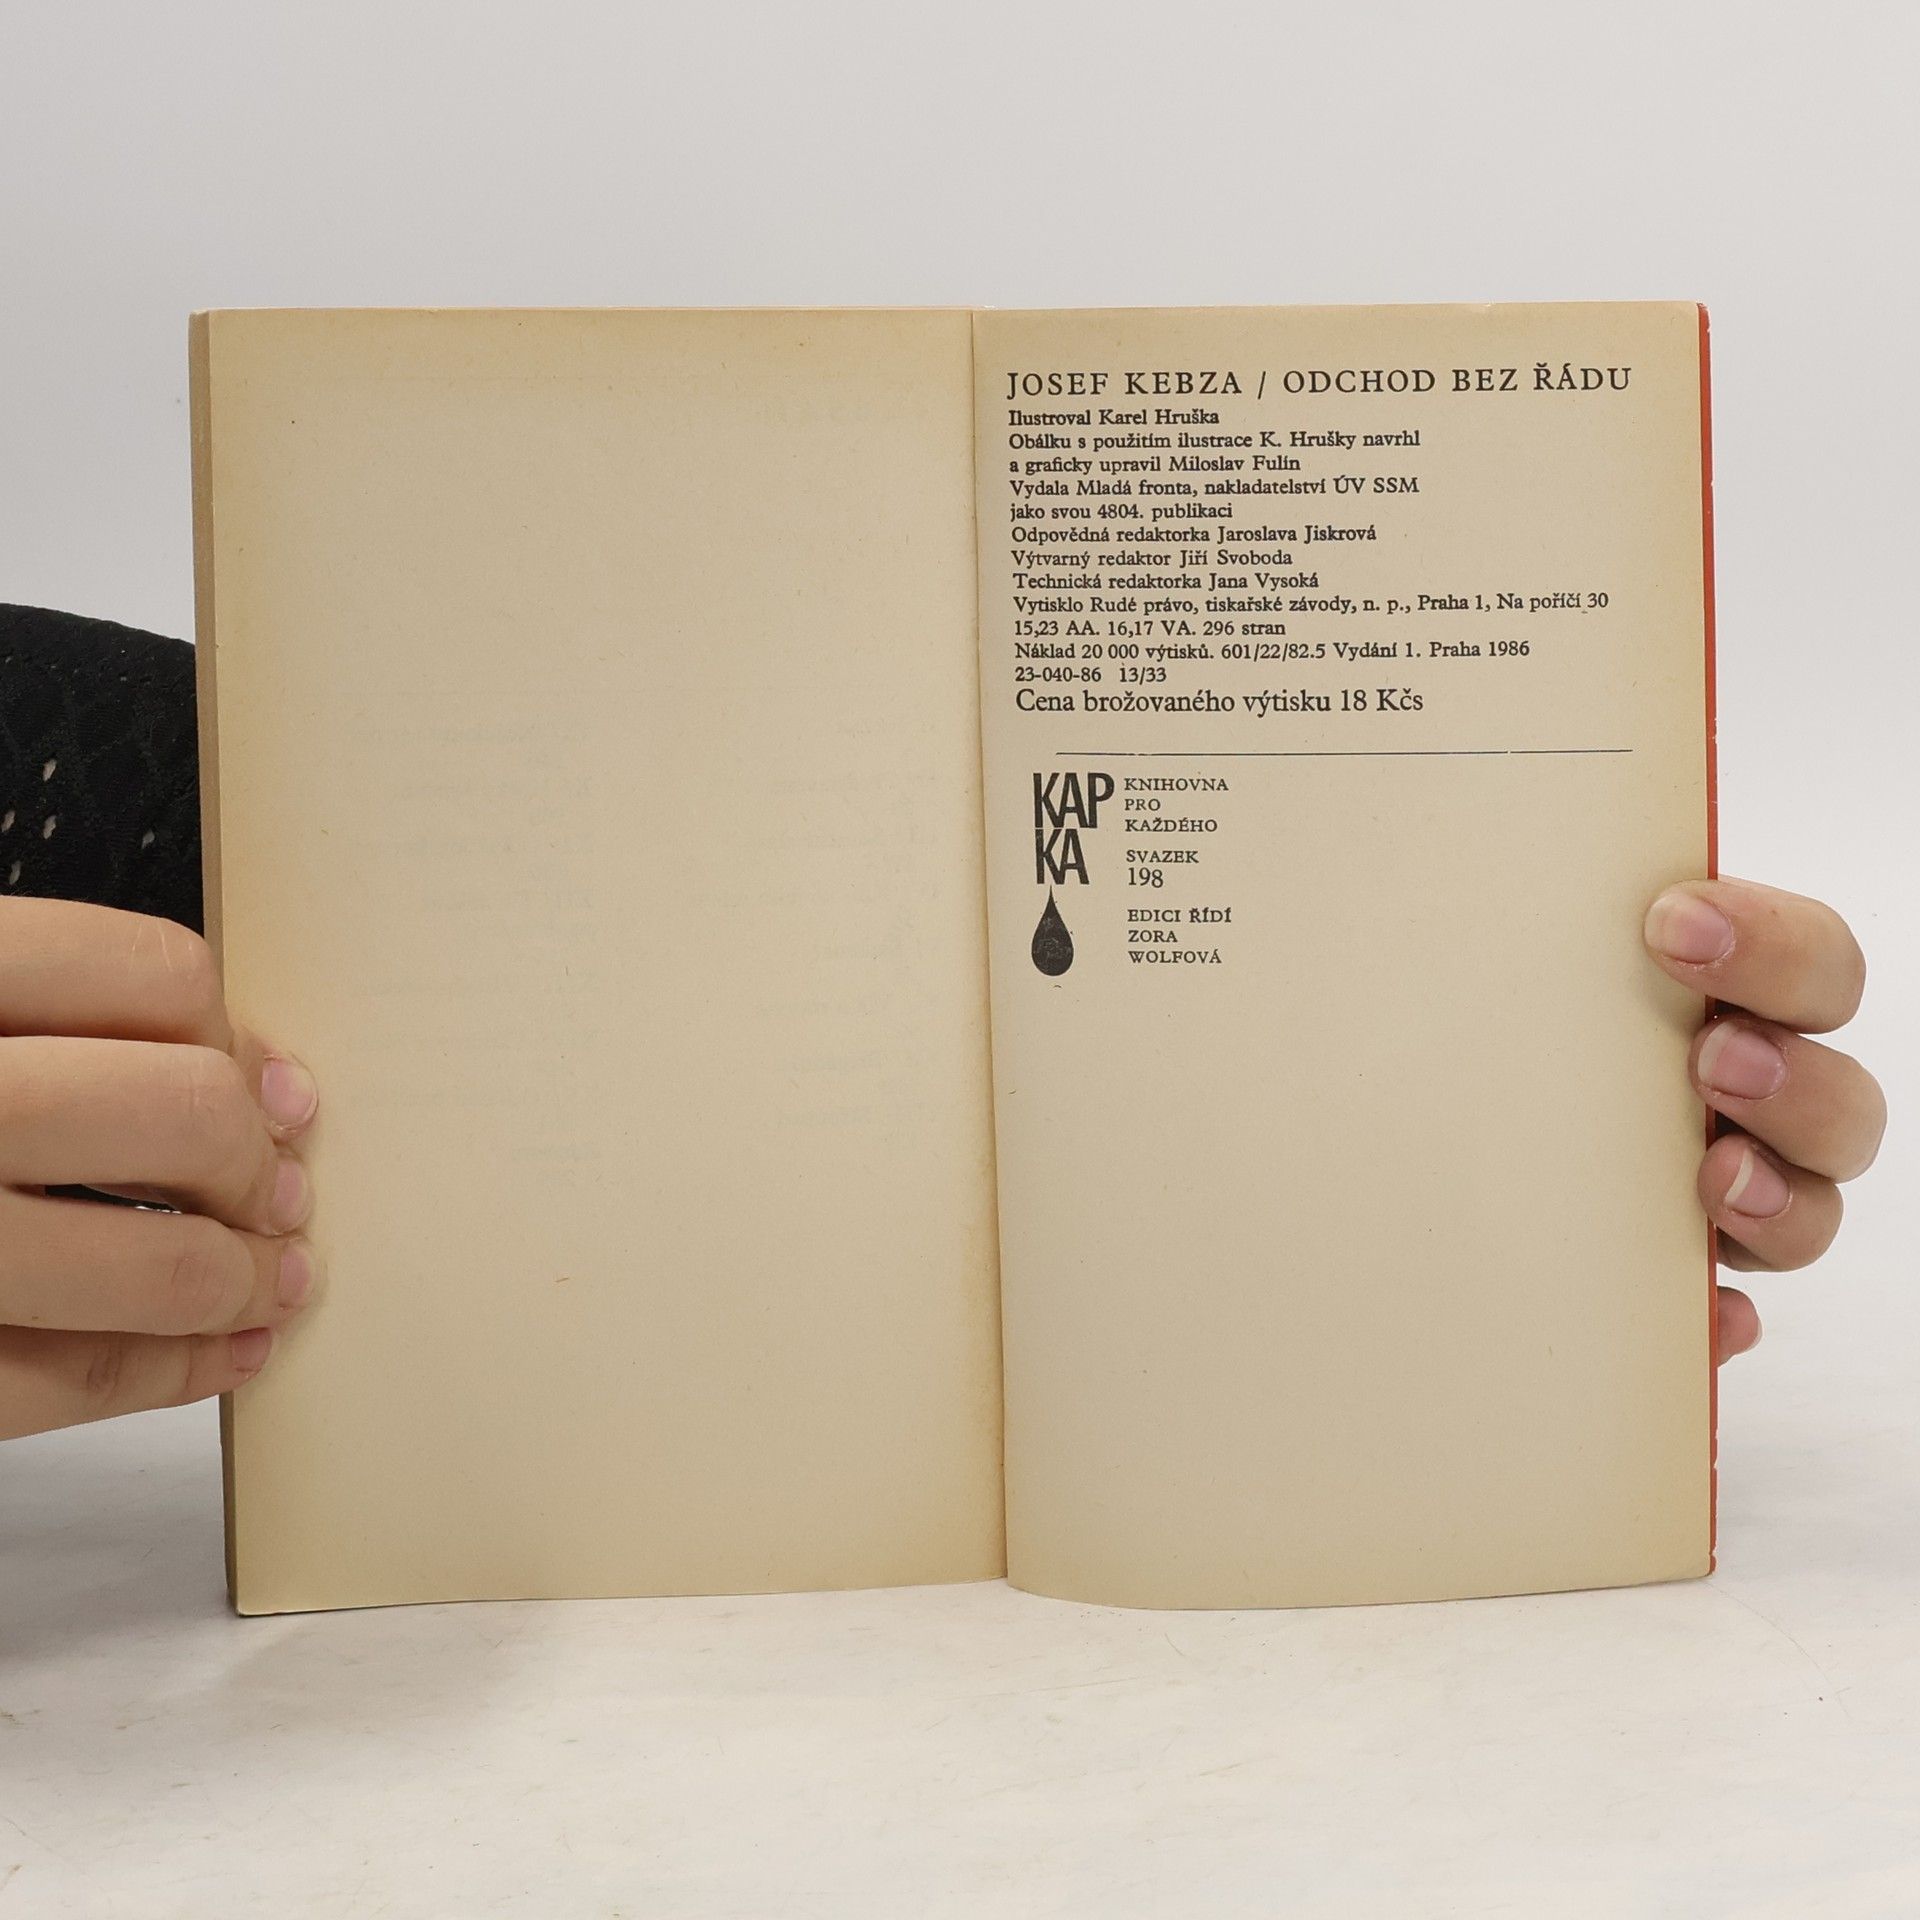 JOSEF KEBZA / ODCHOD BEZ ŘÁDU
Ilustroval Karel Hruška
Obálku s použitím ilustrace K. Hrušky navrhl
a graficky upravil Miloslav Fulín
Vydala Mladá fronta, nakladatelství ÚV SSM
jako svou 4804. publikaci
Odpovědná redaktorka Jaroslava Jiskrová
Výtvarný redaktor Jiří Svoboda
Technická redaktorka Jana Vysoká
Vytisklo Rudé právo, tiskařské závody, n. p., Praha 1, Na poříčí 30
15,23 AA. 16,17 VA. 296 stran
Náklad 20 000 výtisků. 601/22/82.5 Vydání 1. Praha 1986
23-040-86 13/33
Cena brožovaného výtisku 18 Kčs
KAP
KA
KNIHOVNA
PRO
KAŽDÉHO
SVAZEK
198
EDICI ŘÍDÍ
ZORA
WOLFOVÁ